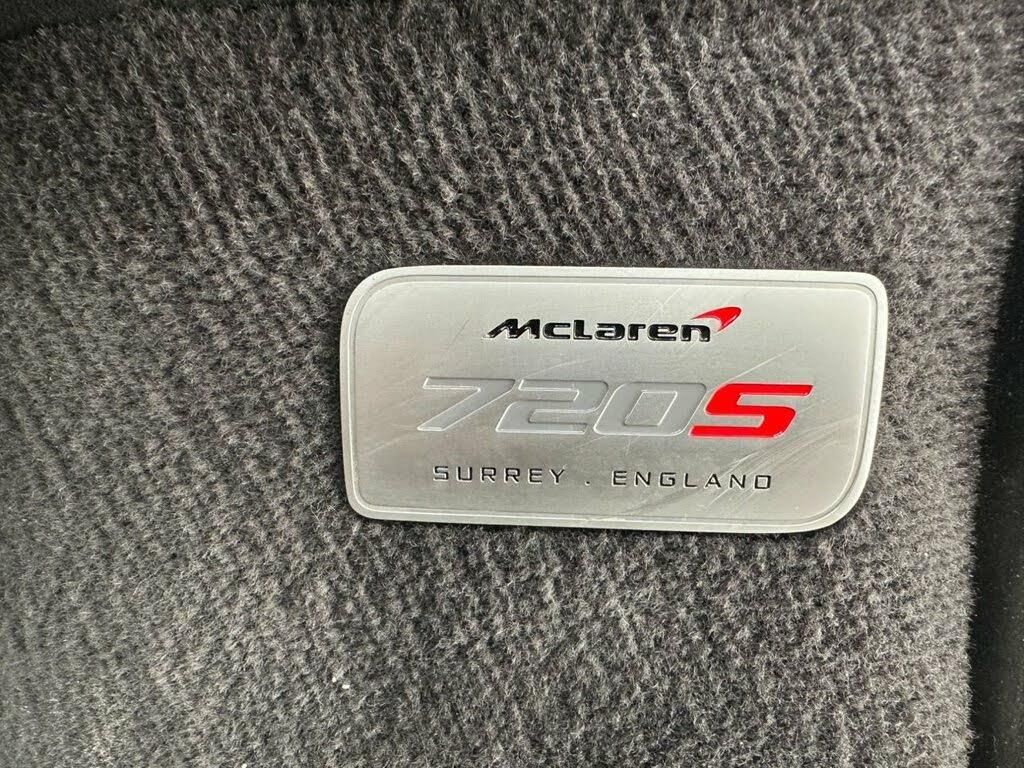 McLaren
720S
SURREY . ENGLAND